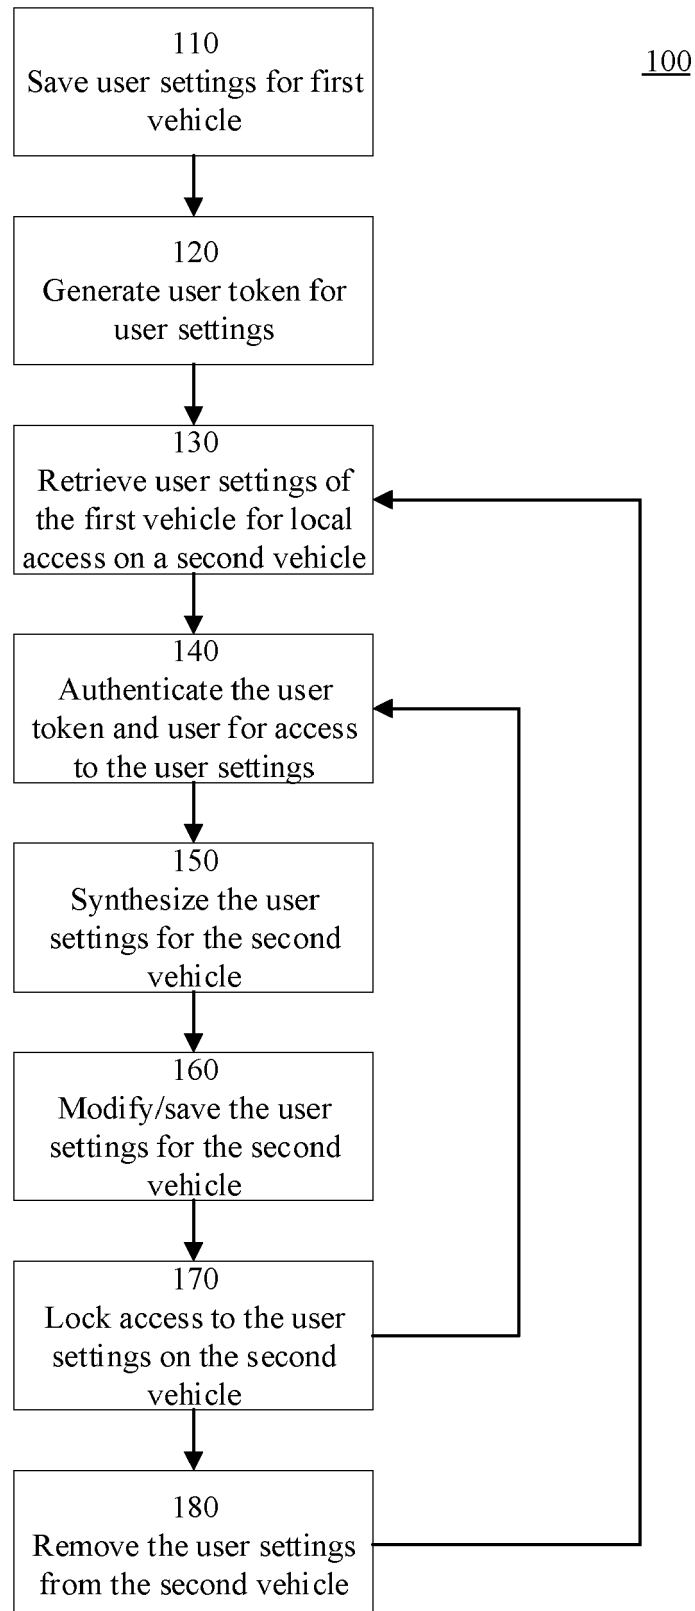 110
Save user settings for first
vehicle
100
120
Generate user token for
user settings
130
Retrieve user settings of
the first vehicle for local
access on a second vehicle
140
Authenticate the user
token and user for access
to the user settings
150
Synthesize the user
settings for the second
vehicle
160
Modify/save the user
settings for the second
vehicle
170
Lock access to the user
settings on the second
vehicle
180
Remove the user settings
from the second vehicle